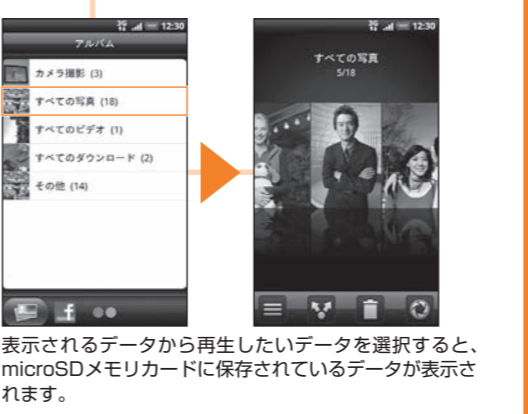 3G 12:30
アルバム
カメラ撮影 (3)
すべての写真 (18)
すべてのビデオ (1)
すべてのダウンロード (2)
その他 (14)
f
3G 12:30
すべての写真
5/18
表示されるデータから再生したいデータを選択すると、
microSDメモリカードに保存されているデータが表示さ
れます。